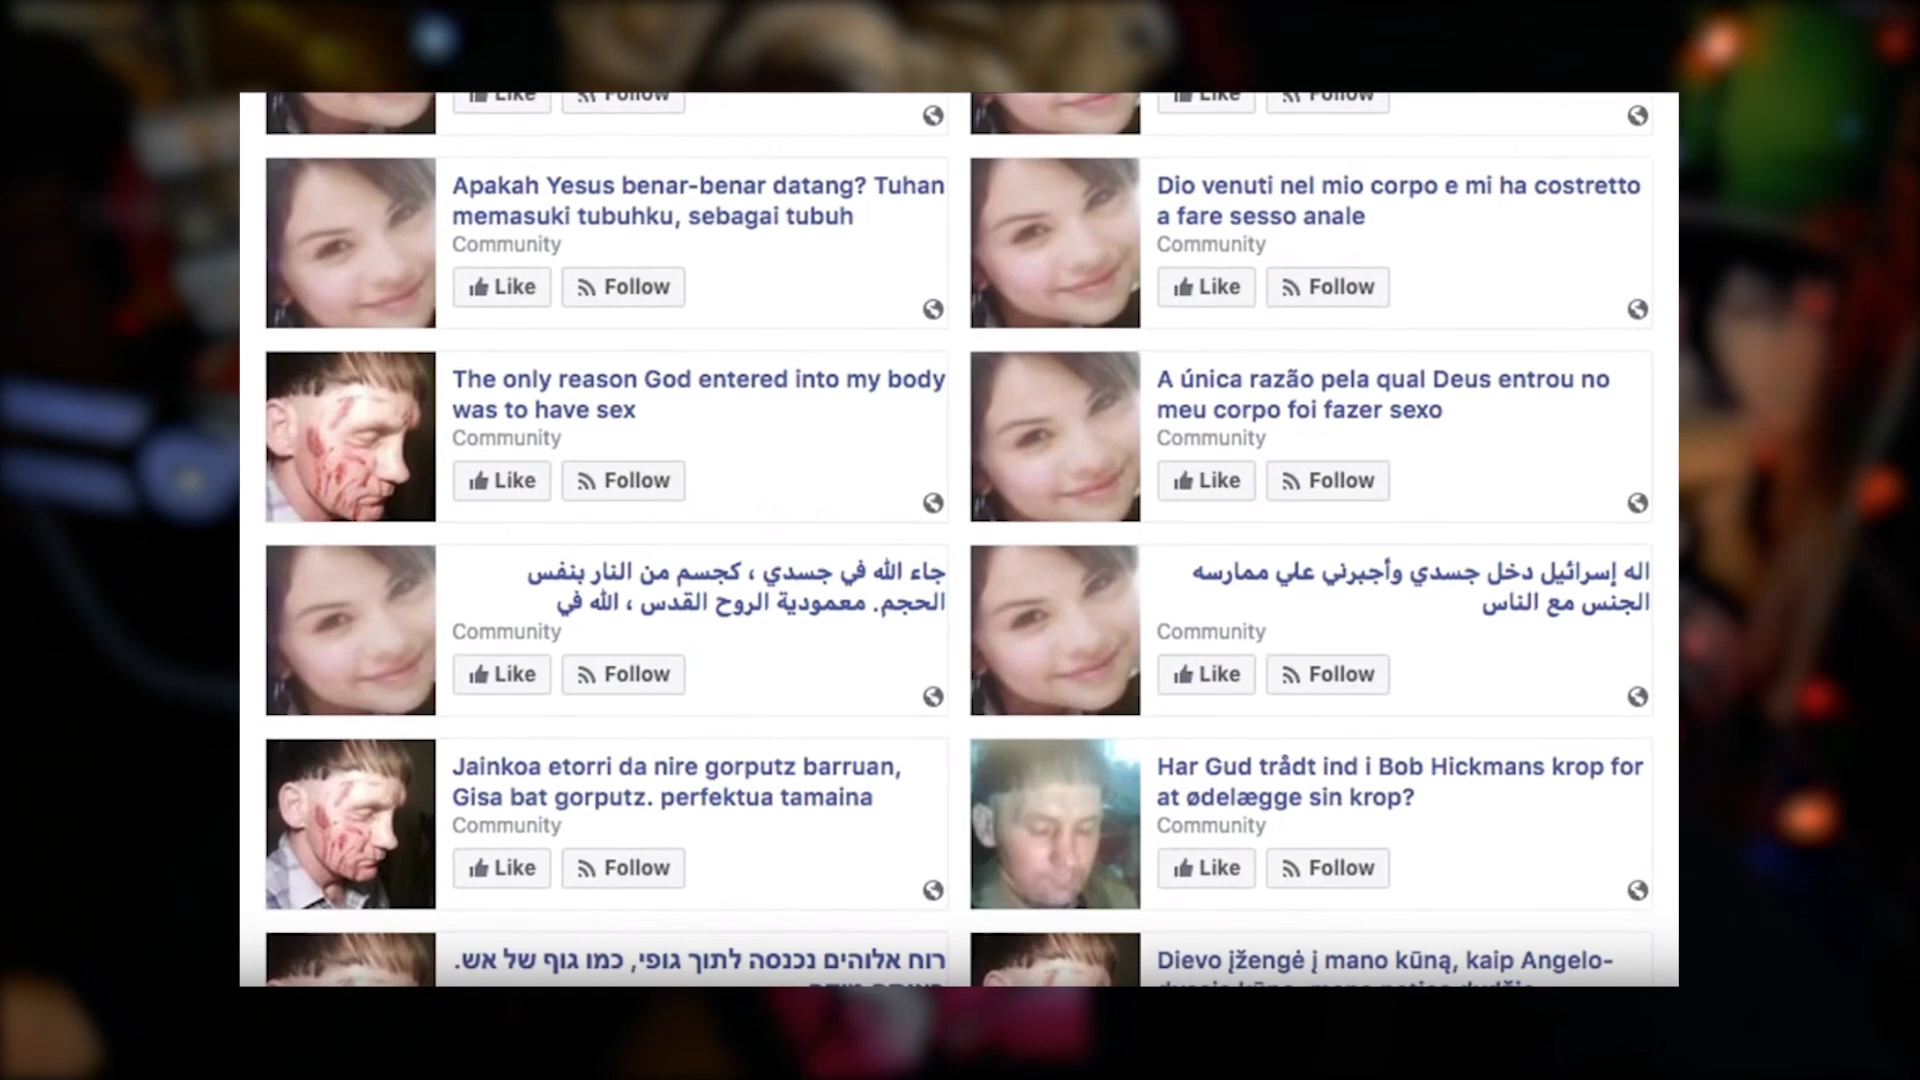 Like Follow
Like Follow
Apakah Yesus benar-benar datang? Tuhan
memasuki tubuhku, sebagai tubuh
Community
Like Follow
Dio venuti nel mio corpo e mi ha costretto
a fare sesso anale
Community
Like Follow
The only reason God entered into my body
was to have sex
Community
Like Follow
A única razão pela qual Deus entrou no
meu corpo foi fazer sexo
Community
Like Follow
جاء الله في جسدي ، كجسم من النار بنفس
الحجم. معمودية الروح القدس ، الله في
Community
Like Follow
اله إسرائيل دخل جسدي وأجبرني علي ممارسه
الجنس مع الناس
Community
Like Follow
Jainkoa etorri da nire gorputz barruan,
Gisa bat gorputz. perfektua tamaina
Community
Like Follow
Har Gud trådt ind i Bob Hickmans krop for
at ødelægge sin krop?
Community
Like Follow
רוח אלוהים נכנסה לתוך גופי, כמו גוף של אש.
Dievo įžengė į mano kūną, kaip Angelo-